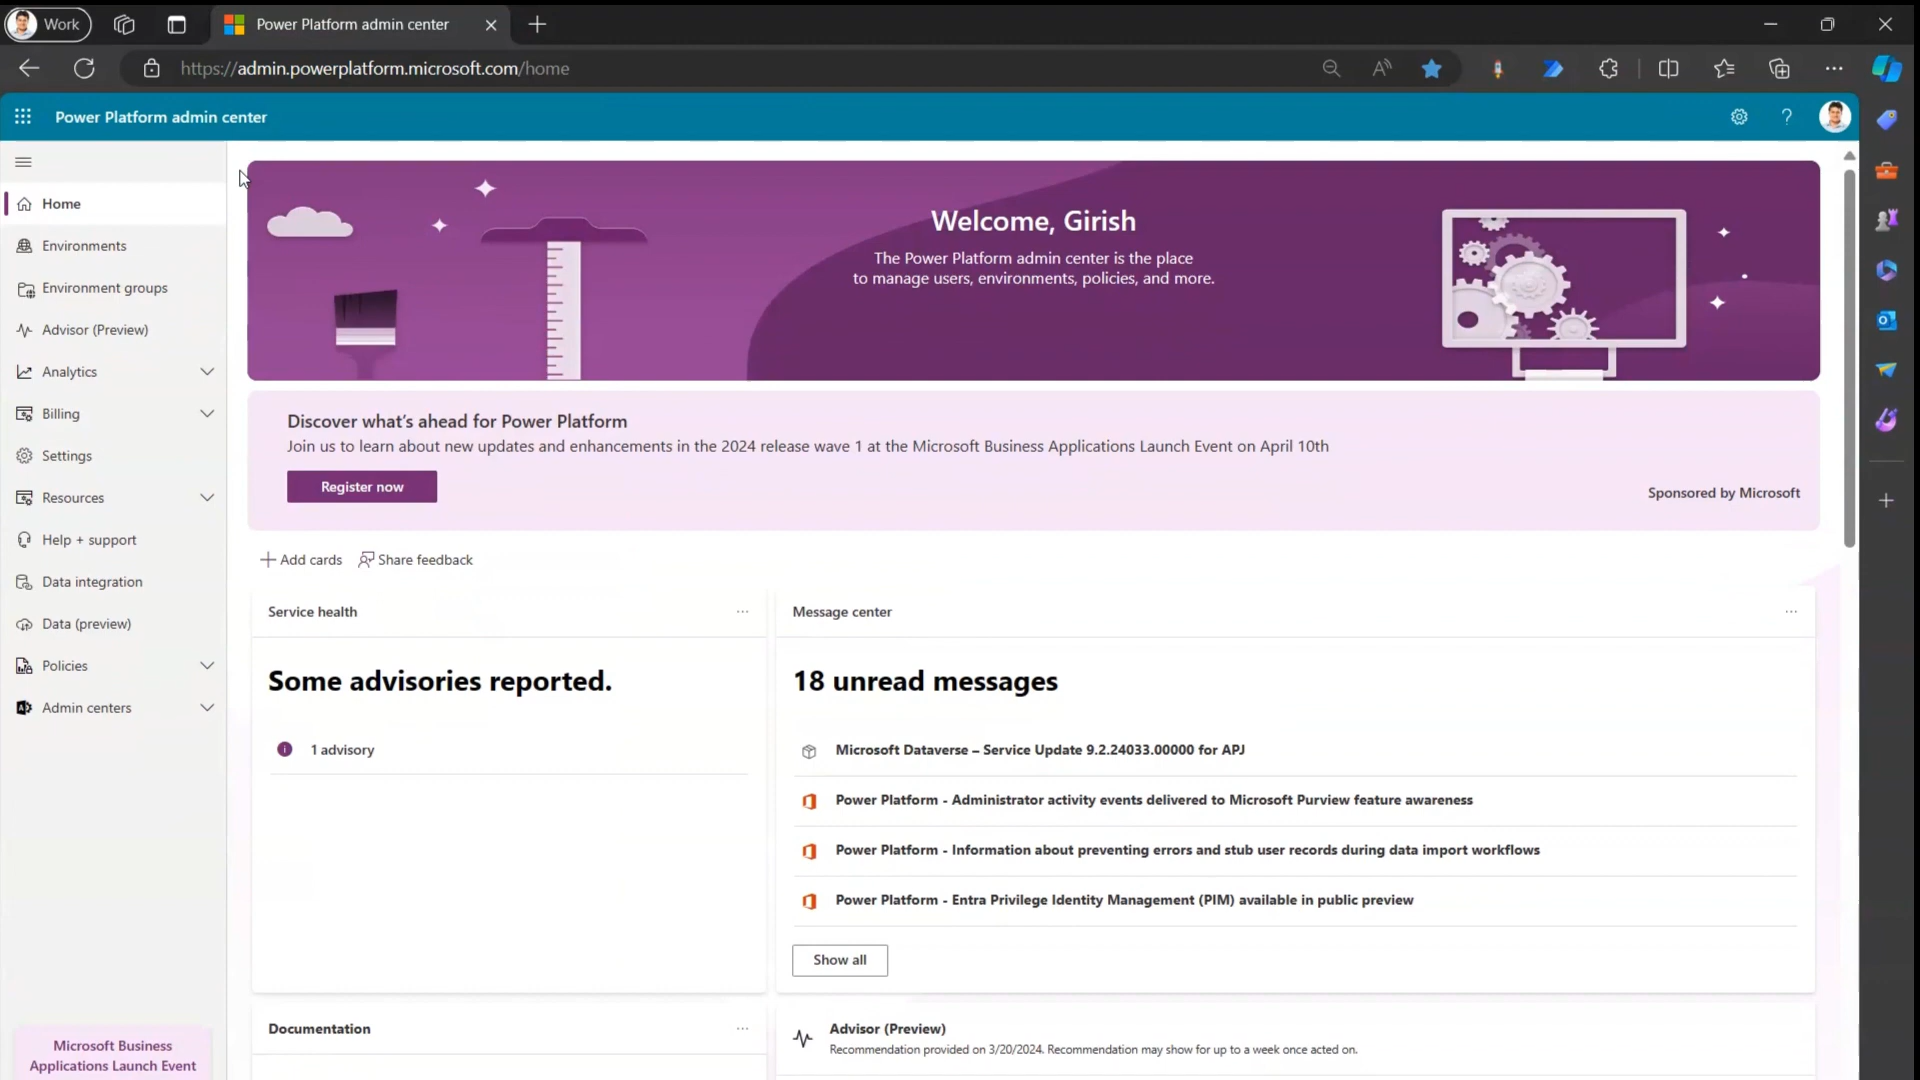 Work
Power Platform admin center
https://admin.powerplatform.microsoft.com/home
Power Platform admin center
?
Home
Environments
Environment groups
Advisor (Preview)
Analytics
Billing
Settings
Resources
Help + support
Data integration
Data (preview)
Policies
Admin centers
Microsoft Business
Applications Launch Event
Welcome, Girish
The Power Platform admin center is the place
to manage users, environments, policies, and more.
Discover what's ahead for Power Platform
Join us to learn about new updates and enhancements in the 2024 release wave 1 at the Microsoft Business Applications Launch Event on April 10th
Register now
Sponsored by Microsoft
Add cards
Share feedback
Service health
Some advisories reported.
1 advisory
Message center
18 unread messages
Microsoft Dataverse – Service Update 9.2.24033.00000 for APJ
Power Platform - Administrator activity events delivered to Microsoft Purview feature awareness
Power Platform - Information about preventing errors and stub user records during data import workflows
Power Platform - Entra Privilege Identity Management (PIM) available in public preview
Show all
Documentation
Advisor (Preview)
Recommendation provided on 3/20/2024. Recommendation may show for up to a week once acted on.